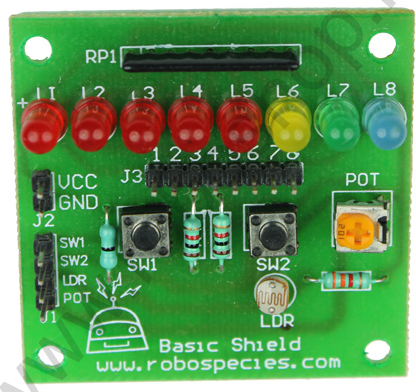 RP1
+ L1 L2 L3 L4 L5 L6 L7 L8
1 2 3 4 5 6 7 8
J3
VCC
GND
J2
POT
SW1
SW2
LDR
POT
J1
SW1
SW2
LDR
Basic Shield
www.robospecies.com